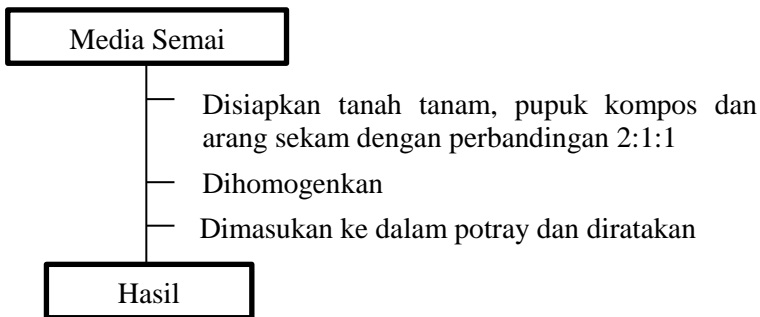 Media Semai
Disiapkan tanah tanam, pupuk kompos dan
arang sekam dengan perbandingan 2:1:1
Dihomogenkan
Dimasukan ke dalam potray dan diratakan
Hasil